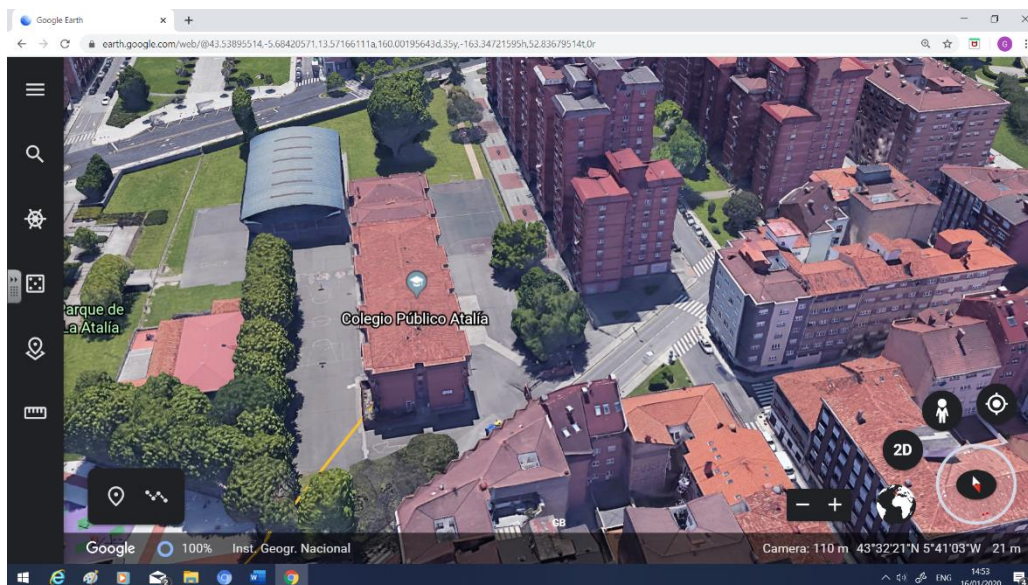 Google Earth
earth.google.com/web/@43.53895514,-5.68420571,13.57166111a,160.00195643d,35y,-163.34721595h,52.83679514t,0r
G
arque de
La Atalía
Colegio Público Atalía
2D
GB
Google
100%
Inst. Geogr. Nacional
Camera: 110 m 43°32'21"N 5°41'03"W 21 m
ENG
14:53
16/01/2020